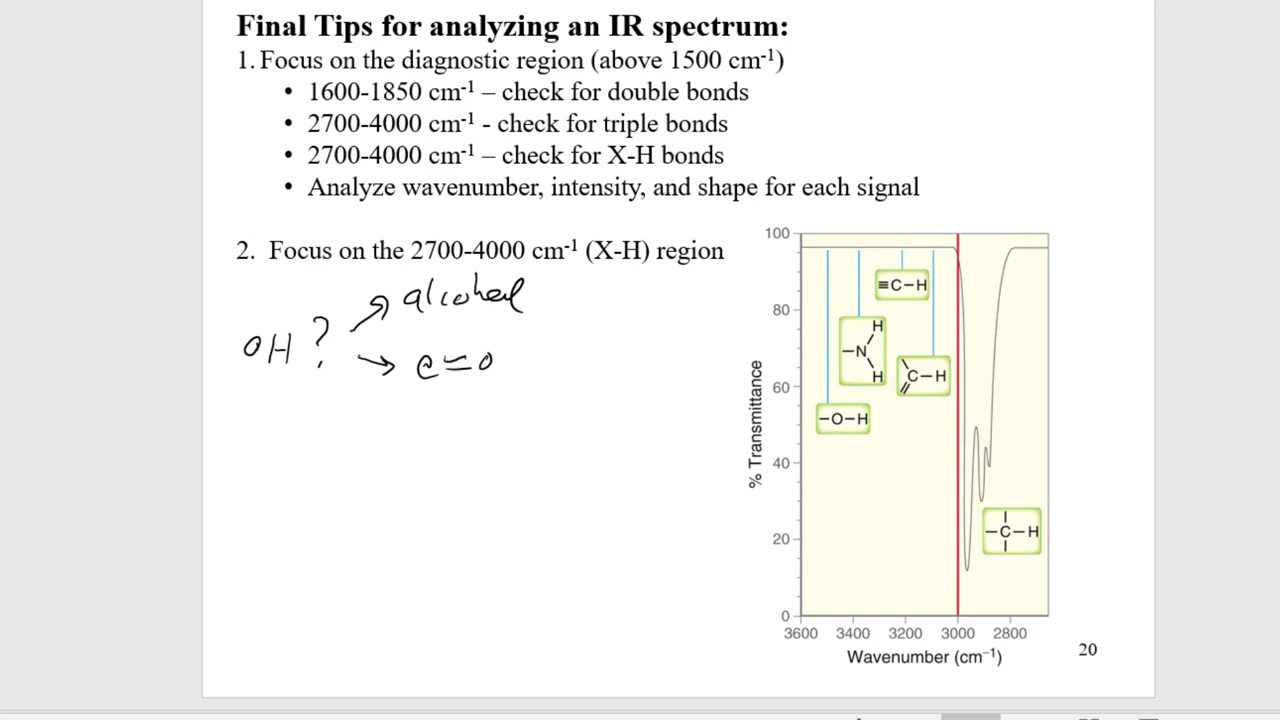 Final Tips for analyzing an IR spectrum:
1. Focus on the diagnostic region (above 1500 cm⁻¹)
• 1600-1850 cm⁻¹ – check for double bonds
• 2700-4000 cm⁻¹ - check for triple bonds
• 2700-4000 cm⁻¹ – check for X-H bonds
• Analyze wavenumber, intensity, and shape for each signal
2. Focus on the 2700-4000 cm⁻¹ (X-H) region
OH ? ↗ alcohol
→ C=O
% Transmittance
100
80
60
40
20
0
≡C–H
H
–N
H
C–H
–O–H
–C–H
3600 3400 3200 3000 2800
Wavenumber (cm⁻¹)
20